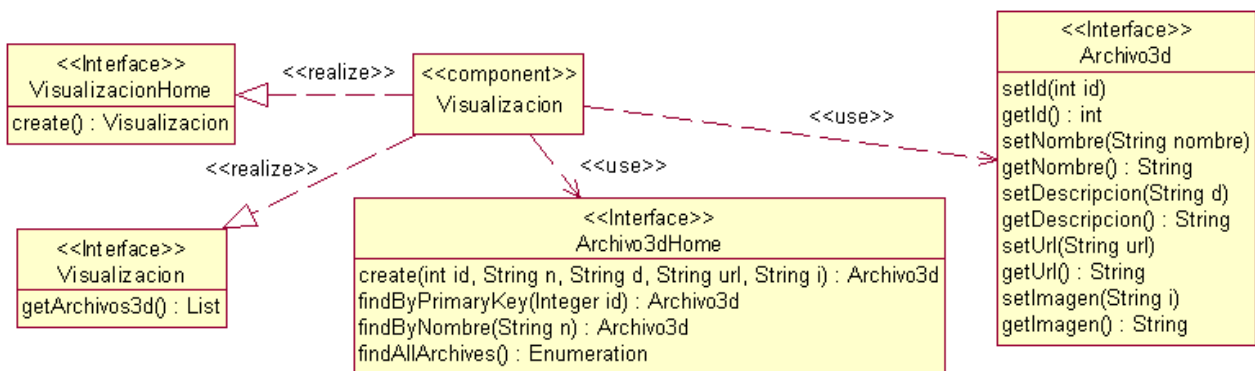 <<Interface>>
VisualizacionHome
create() : Visualizacion
<<realize>>
<<component>>
Visualizacion
<<use>>
<<Interface>>
Archivo3d
setId(int id)
getId() : int
setNombre(String nombre)
getNombre() : String
setDescripcion(String d)
getDescripcion() : String
setUrl(String url)
getUrl() : String
setImagen(String i)
getImagen() : String
<<realize>>
<<use>>
<<Interface>>
Visualizacion
getArchivos3d() : List
<<Interface>>
Archivo3dHome
create(int id, String n, String d, String url, String i) : Archivo3d
findByPrimaryKey(Integer id) : Archivo3d
findByNombre(String n) : Archivo3d
findAllArchives() : Enumeration